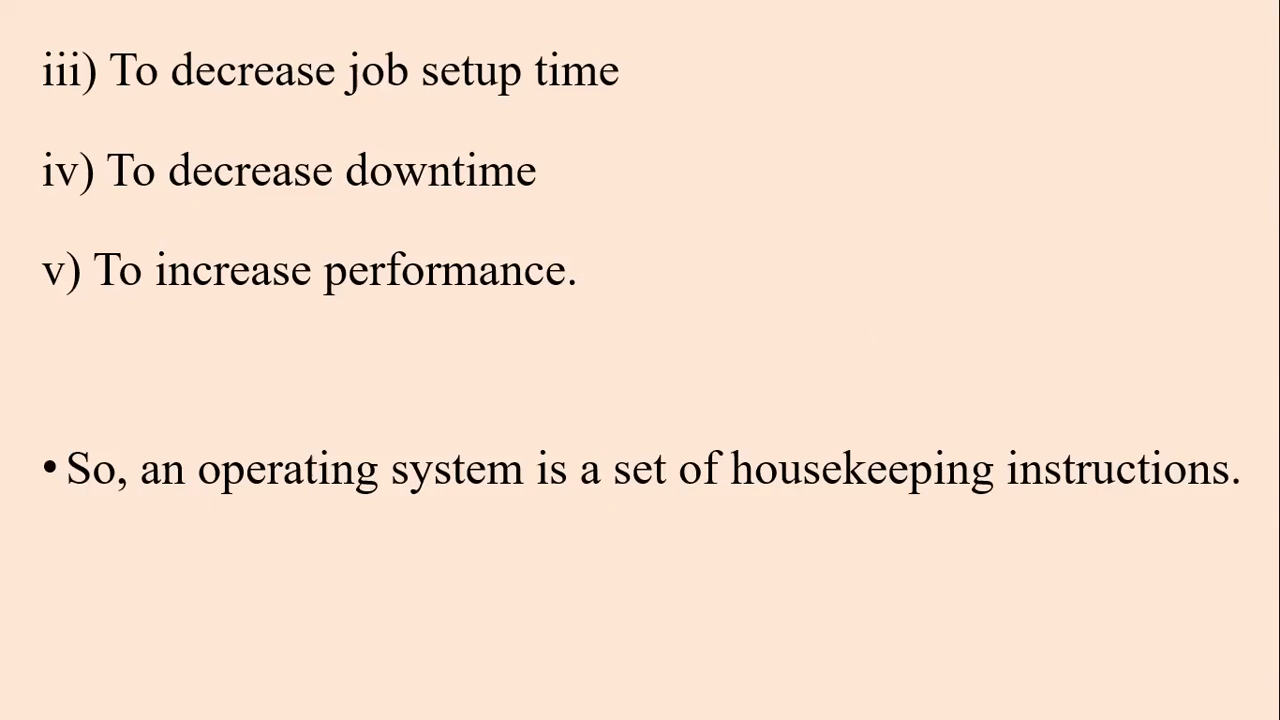 iii) To decrease job setup time
iv) To decrease downtime
v) To increase performance.
• So, an operating system is a set of housekeeping instructions.